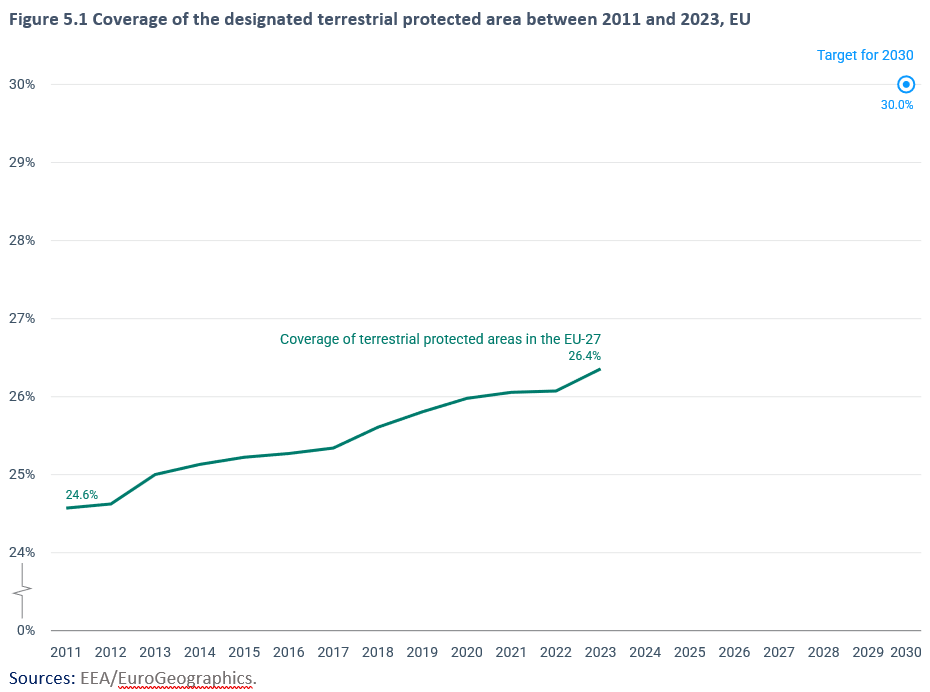 Figure 5.1 Coverage of the designated terrestrial protected area between 2011 and 2023, EU
Target for 2030
30%
30.0%
29%
28%
27%
Coverage of terrestrial protected areas in the EU-27
26.4%
26%
25%
24.6%
24%
0%
2011 2012 2013 2014 2015 2016 2017 2018 2019 2020 2021 2022 2023 2024 2025 2026 2027 2028 2029 2030
Sources: EEA/EuroGeographics.